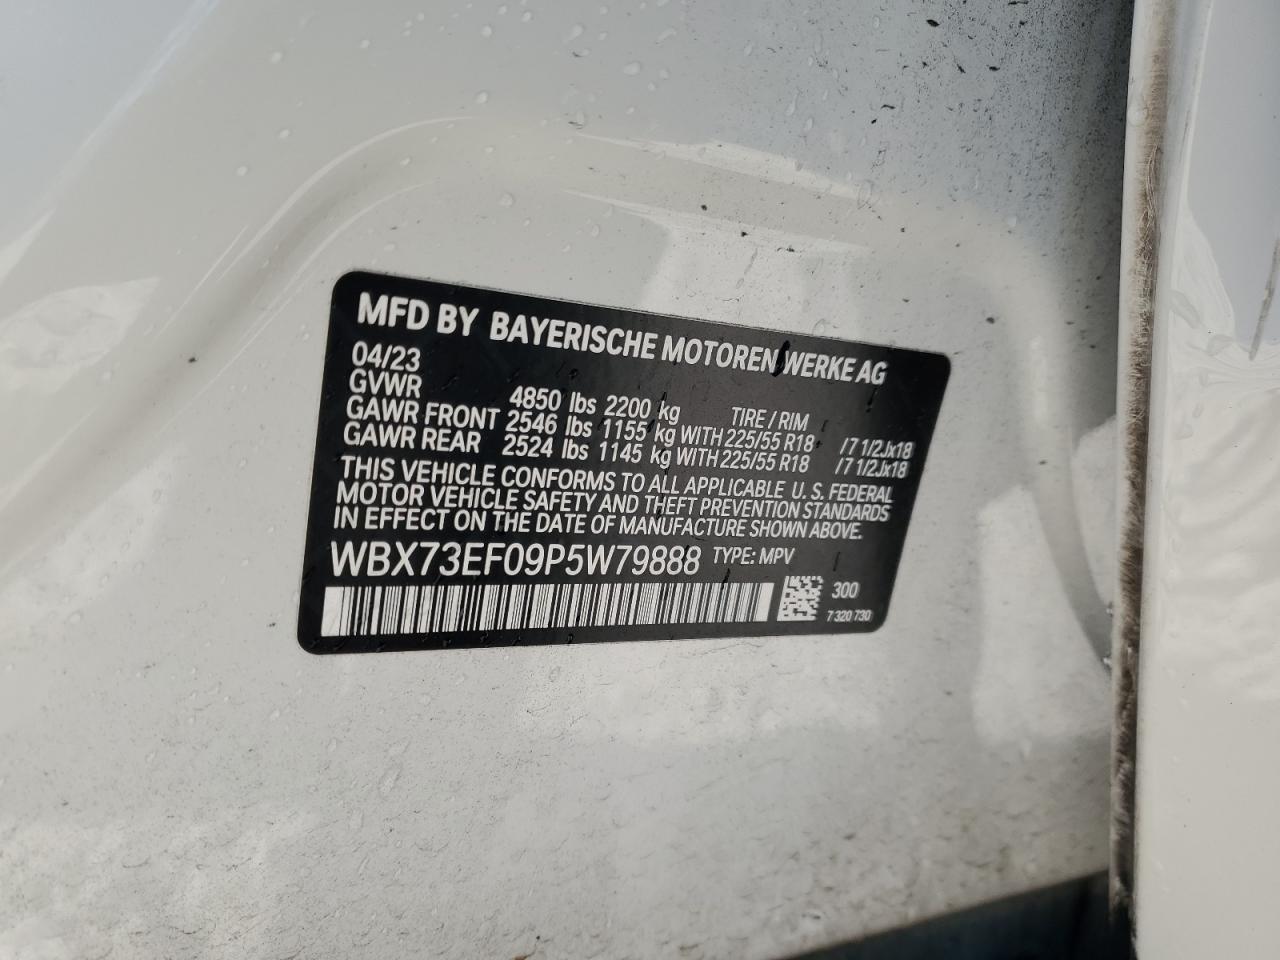 MFD BY BAYERISCHE MOTOREN WERKE AG
04/23
GVWR 4850 lbs 2200 kg TIRE / RIM
GAWR FRONT 2546 lbs 1155 kg WITH 225/55 R18 /7 1/2Jx18
GAWR REAR 2524 lbs 1145 kg WITH 225/55 R18 /7 1/2Jx18
THIS VEHICLE CONFORMS TO ALL APPLICABLE U.S. FEDERAL
MOTOR VEHICLE SAFETY AND THEFT PREVENTION STANDARDS
IN EFFECT ON THE DATE OF MANUFACTURE SHOWN ABOVE.
WBX73EF09P5W79888 TYPE: MPV
300
7 320 730